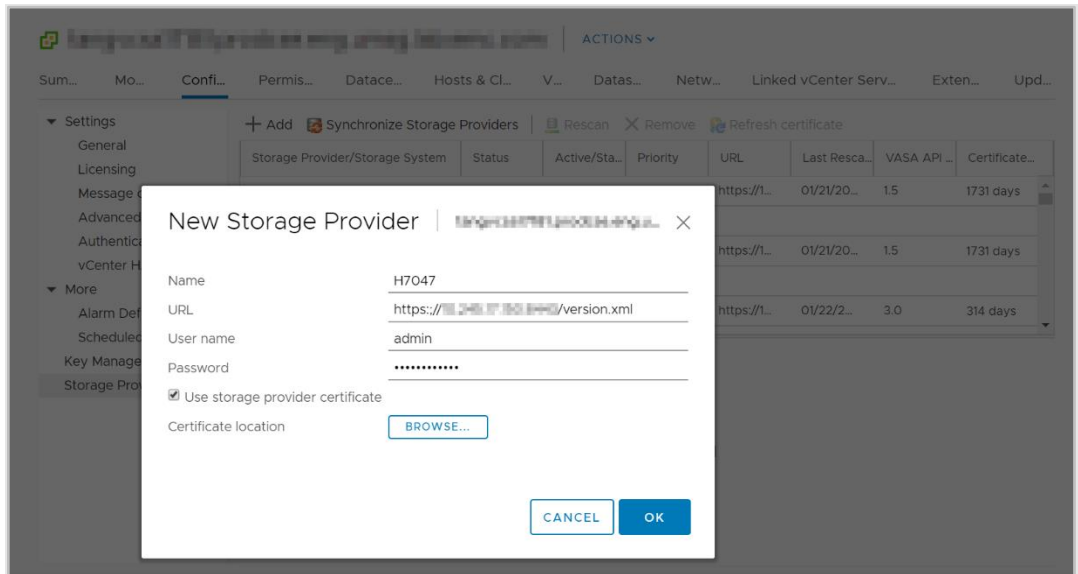 ACTIONS
Sum... Mo... Confi... Permis... Datace... Hosts & Cl... V... Datas... Netw... Linked vCenter Serv... Exten... Upd...
Settings
General
Licensing
Message
Advanced
Authentica
vCenter H
More
Alarm Def
Scheduled
Key Manage
Storage Prov
Add Synchronize Storage Providers Rescan Remove Refresh certificate
Storage Provider/Storage System Status Active/Sta... Priority URL Last Resca... VASA API ... Certificate...
https://1... 01/21/20... 1.5 1731 days
https://1... 01/21/20... 1.5 1731 days
https://1... 01/22/2... 3.0 314 days
New Storage Provider
Name H7047
URL https:// /version.xml
User name admin
Password ••••••••••••
Use storage provider certificate
Certificate location BROWSE...
CANCEL OK